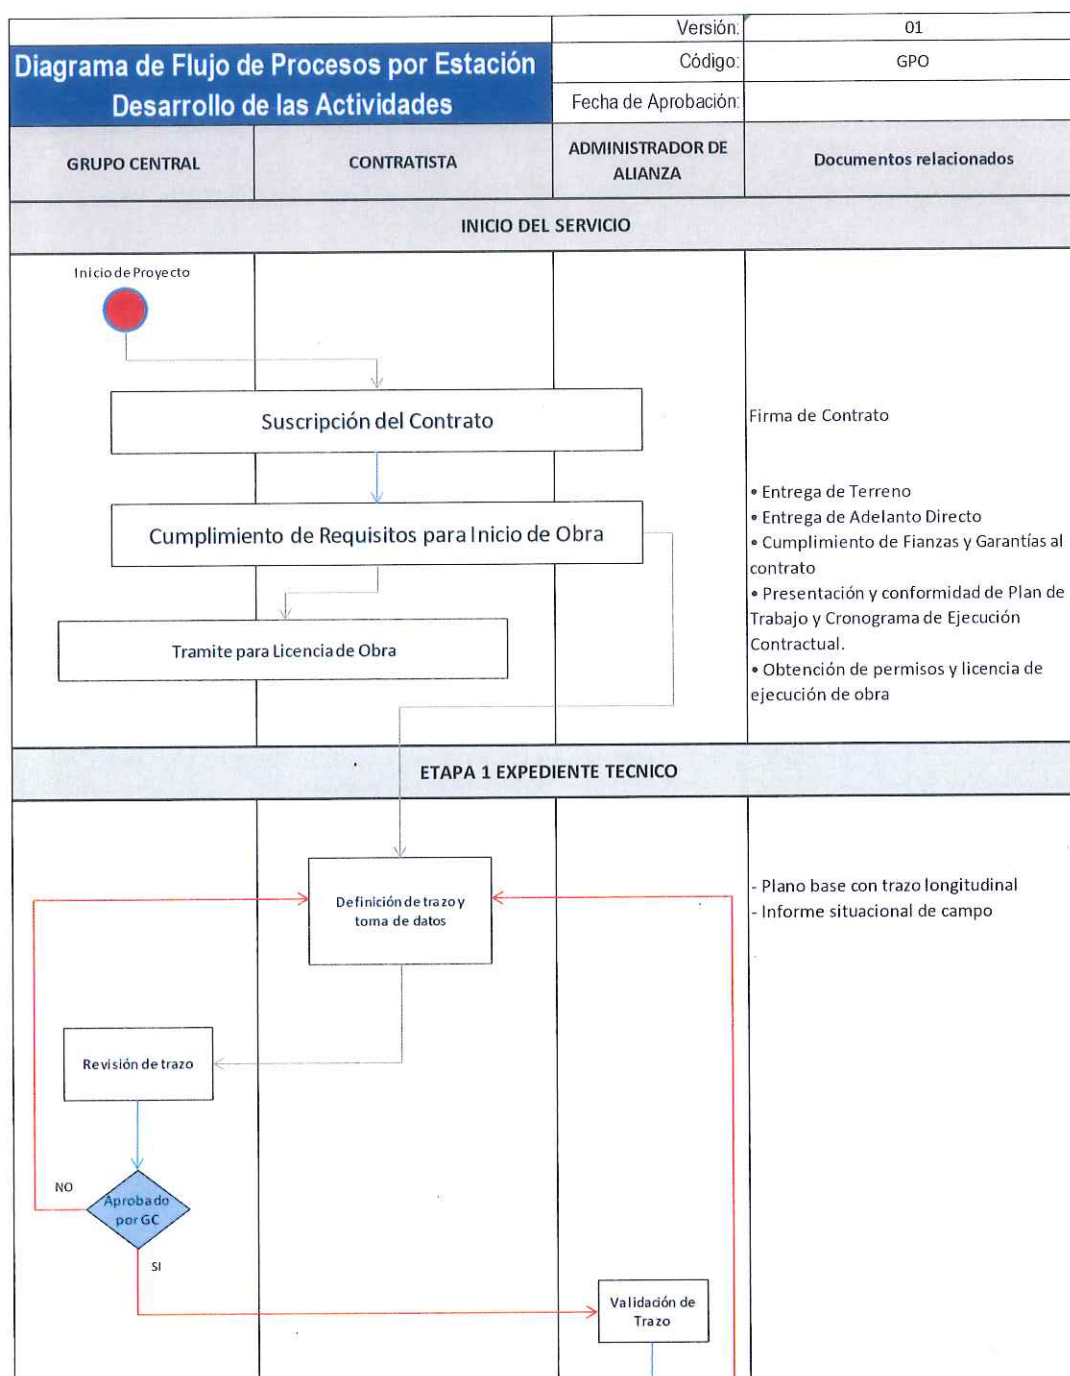 Versión: 01
Diagrama de Flujo de Procesos por Estación
Desarrollo de las Actividades
Código: GPO
Fecha de Aprobación:
GRUPO CENTRAL
CONTRATISTA
ADMINISTRADOR DE
ALIANZA
Documentos relacionados
INICIO DEL SERVICIO
Inicio de Proyecto
Suscripción del Contrato
Firma de Contrato
Cumplimiento de Requisitos para Inicio de Obra
• Entrega de Terreno
• Entrega de Adelanto Directo
• Cumplimiento de Fianzas y Garantías al
contrato
• Presentación y conformidad de Plan de
Trabajo y Cronograma de Ejecución
Contractual.
• Obtención de permisos y licencia de
ejecución de obra
Tramite para Licencia de Obra
ETAPA 1 EXPEDIENTE TECNICO
Definición de trazo y
toma de datos
- Plano base con trazo longitudinal
- Informe situacional de campo
Revisión de trazo
NO
Aprobado
por GC
SI
Validación de
Trazo